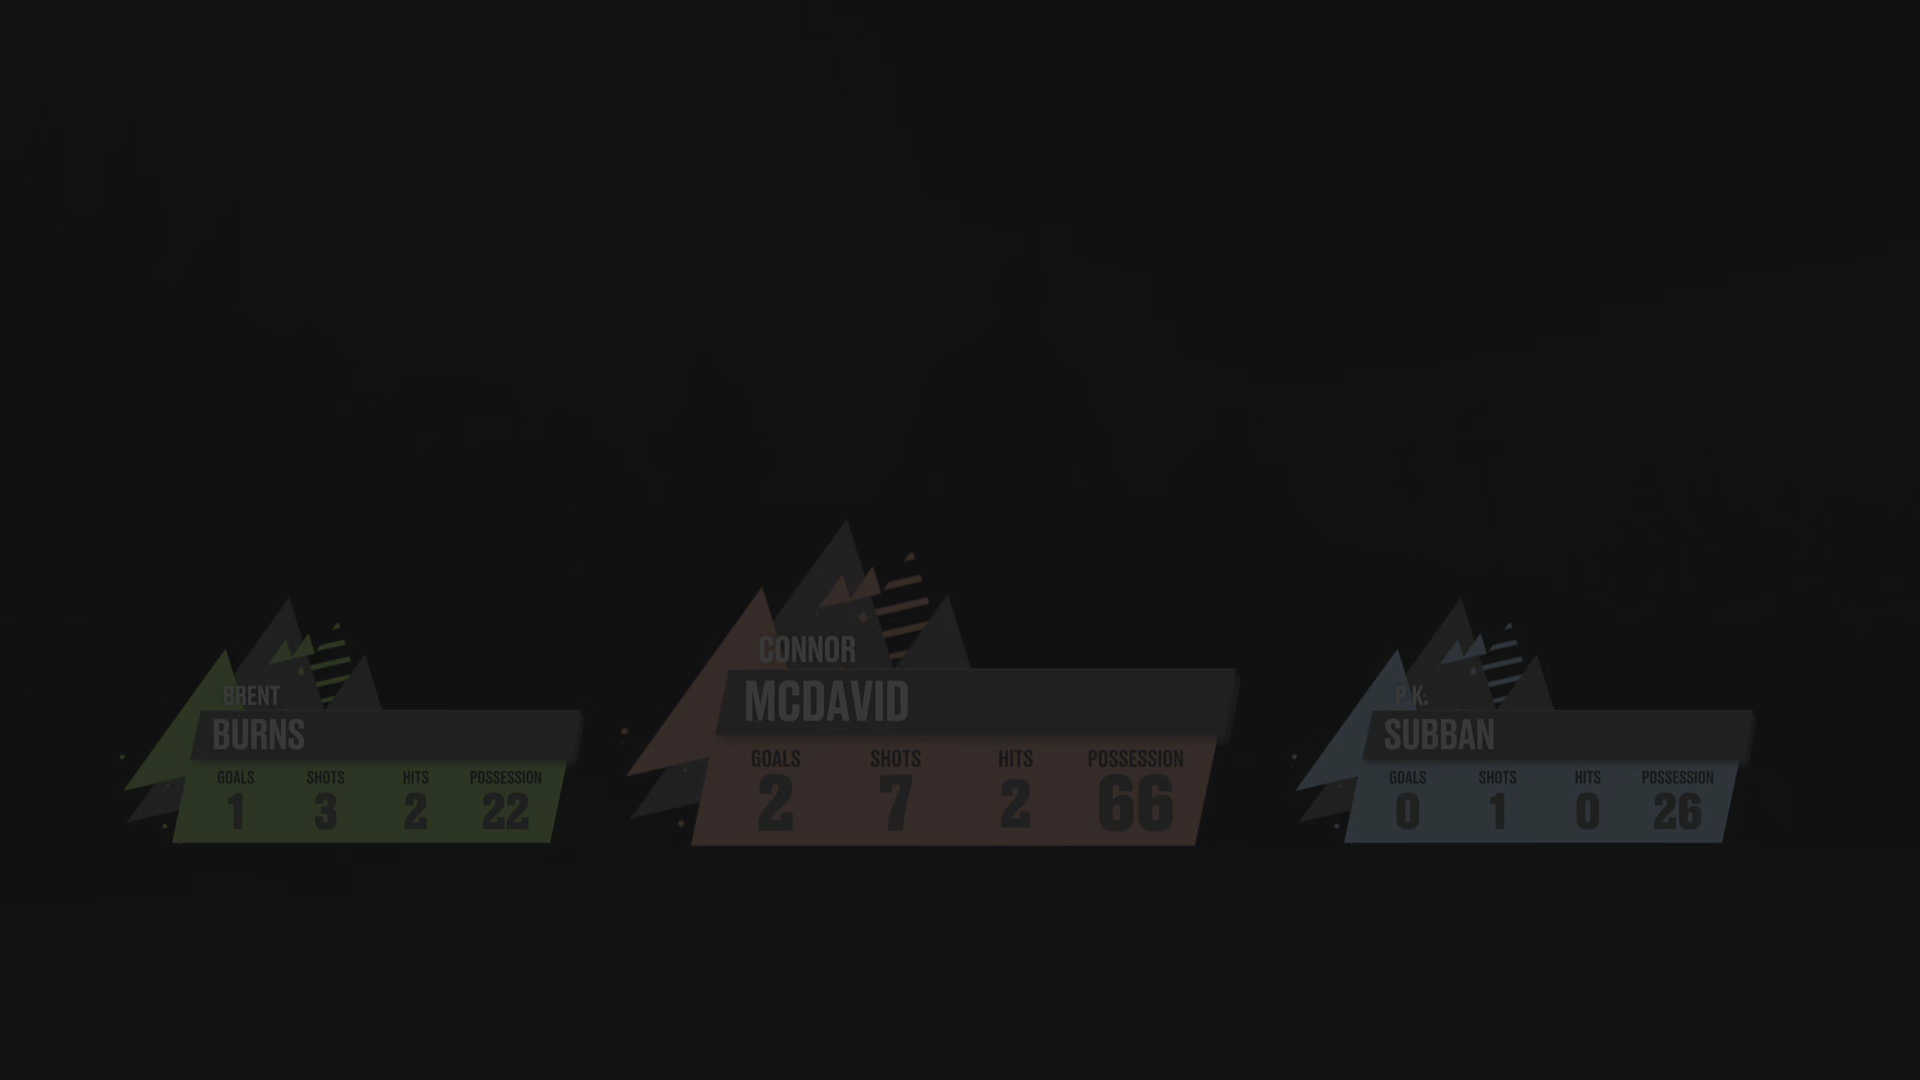 BRENT
BURNS
GOALS SHOTS HITS POSSESSION
1 3 2 22
CONNOR
MCDAVID
GOALS SHOTS HITS POSSESSION
2 7 2 66
P.K.
SUBBAN
GOALS SHOTS HITS POSSESSION
0 1 0 26